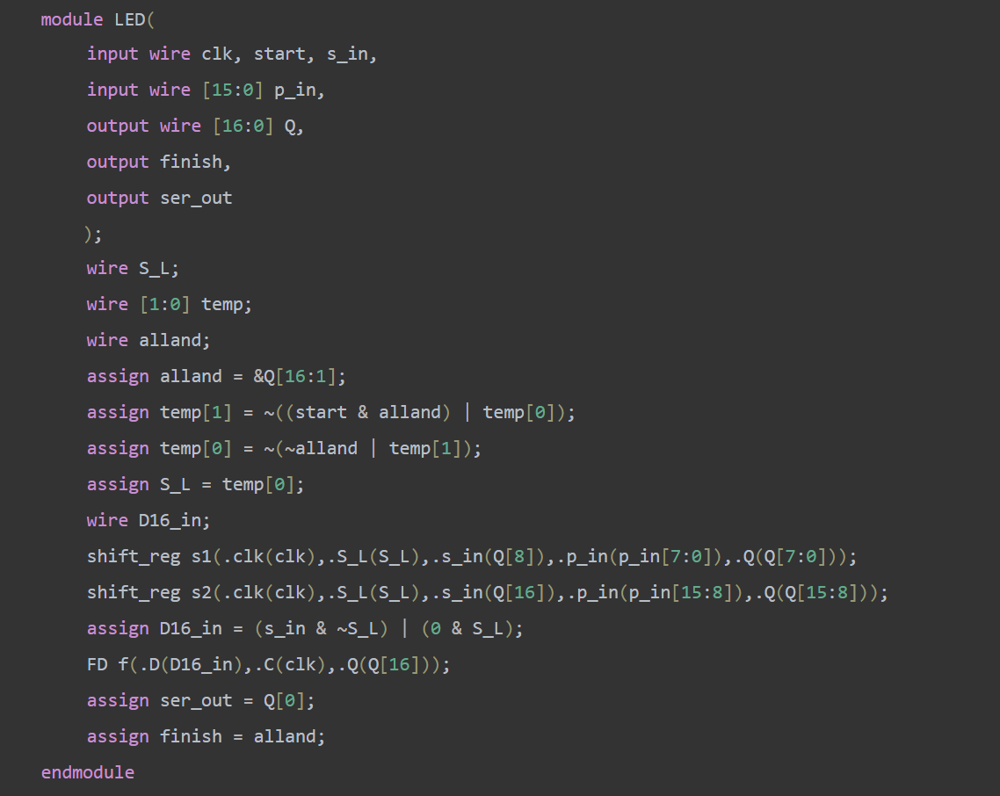 module LED(
input wire clk, start, s_in,
input wire [15:0] p_in,
output wire [16:0] Q,
output finish,
output ser_out
);
wire S_L;
wire [1:0] temp;
wire alland;
assign alland = &Q[16:1];
assign temp[1] = ~((start & alland) | temp[0]);
assign temp[0] = ~(~alland | temp[1]);
assign S_L = temp[0];
wire D16_in;
shift_reg s1(.clk(clk),.S_L(S_L),.s_in(Q[8]),.p_in(p_in[7:0]),.Q(Q[7:0]));
shift_reg s2(.clk(clk),.S_L(S_L),.s_in(Q[16]),.p_in(p_in[15:8]),.Q(Q[15:8]));
assign D16_in = (s_in & ~S_L) | (0 & S_L);
FD f(.D(D16_in),.C(clk),.Q(Q[16]));
assign ser_out = Q[0];
assign finish = alland;
endmodule